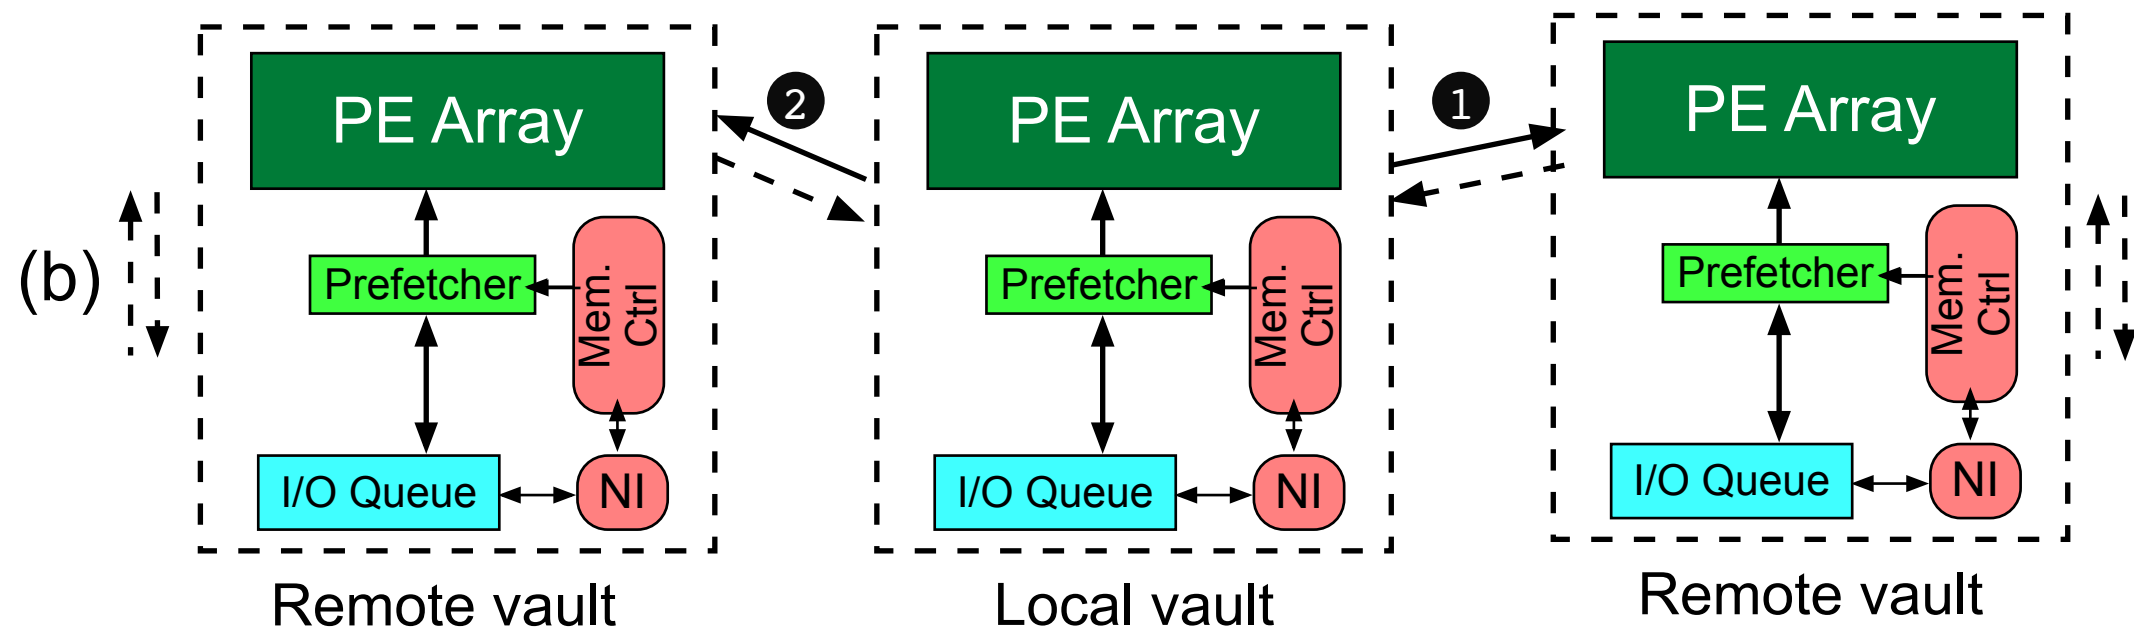 (b)
PE Array
Prefetcher
Mem.
Ctrl
I/O Queue
NI
Remote vault
2
PE Array
Prefetcher
Mem.
Ctrl
I/O Queue
NI
Local vault
1
PE Array
Prefetcher
Mem.
Ctrl
I/O Queue
NI
Remote vault